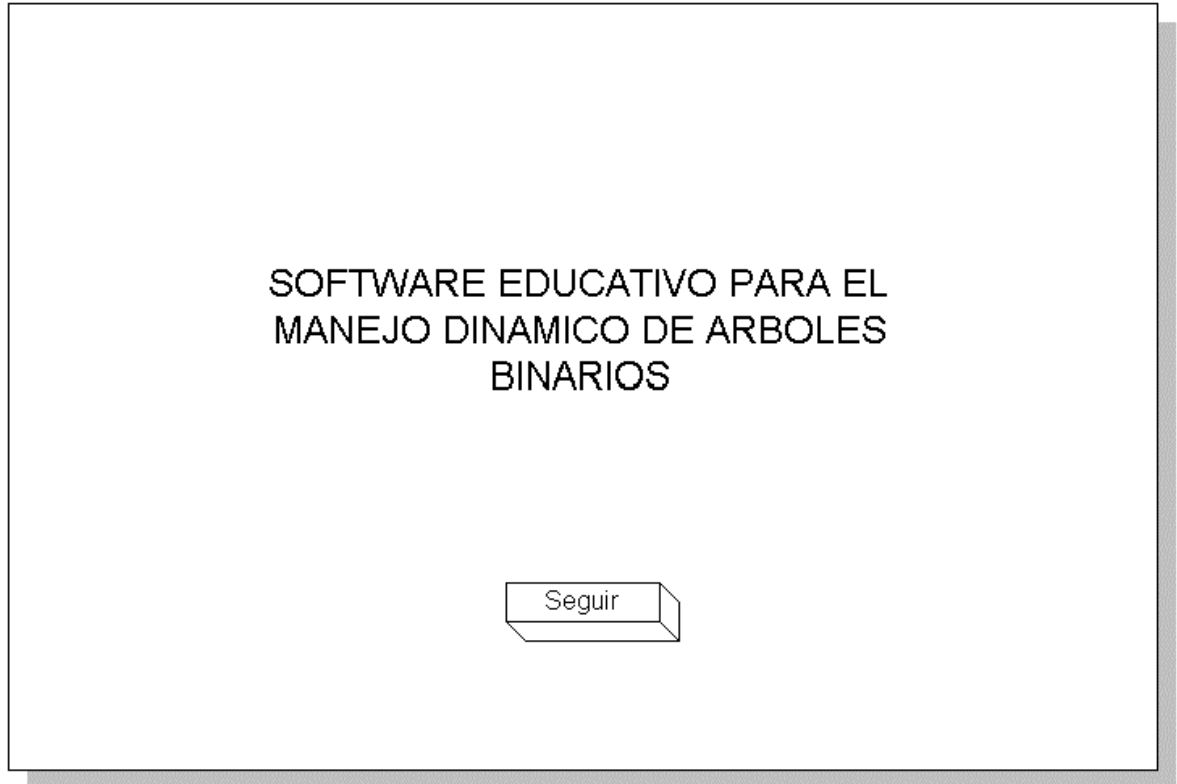 SOFTWARE EDUCATIVO PARA EL
MANEJO DINAMICO DE ARBOLES
BINARIOS
Seguir